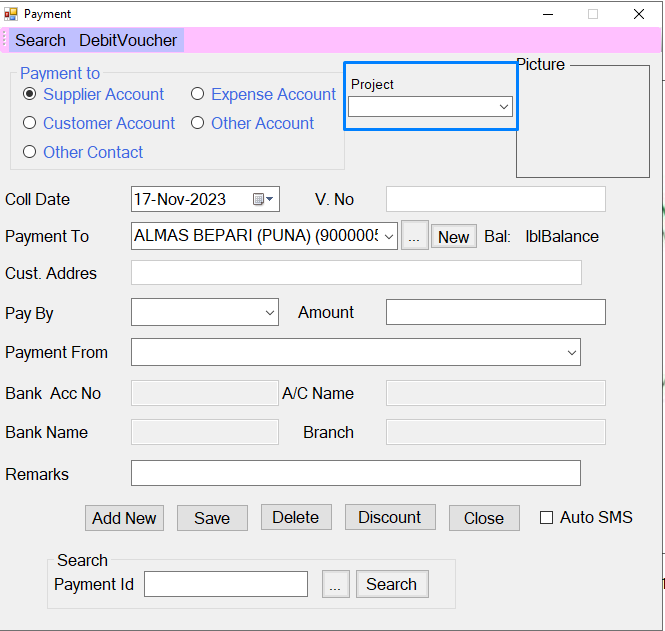 Payment
Search DebitVoucher
Payment to
Supplier Account Expense Account
Customer Account Other Account
Other Contact
Project
Picture
Coll Date 17-Nov-2023 V. No
Payment To ALMAS BEPARI (PUNA) (9000005 ... New Bal: lblBalance
Cust. Addres
Pay By Amount
Payment From
Bank Acc No A/C Name
Bank Name Branch
Remarks
Add New Save Delete Discount Close Auto SMS
Search
Payment Id ... Search